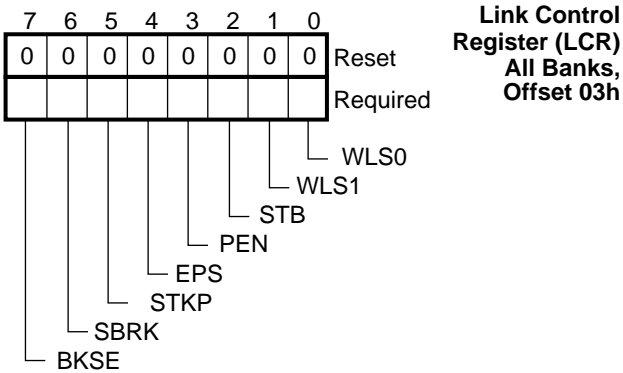 7 6 5 4 3 2 1 0
0 0 0 0 0 0 0 0 Reset
Required
Link Control
Register (LCR)
All Banks,
Offset 03h
WLS0
WLS1
STB
PEN
EPS
STKP
SBRK
BKSE